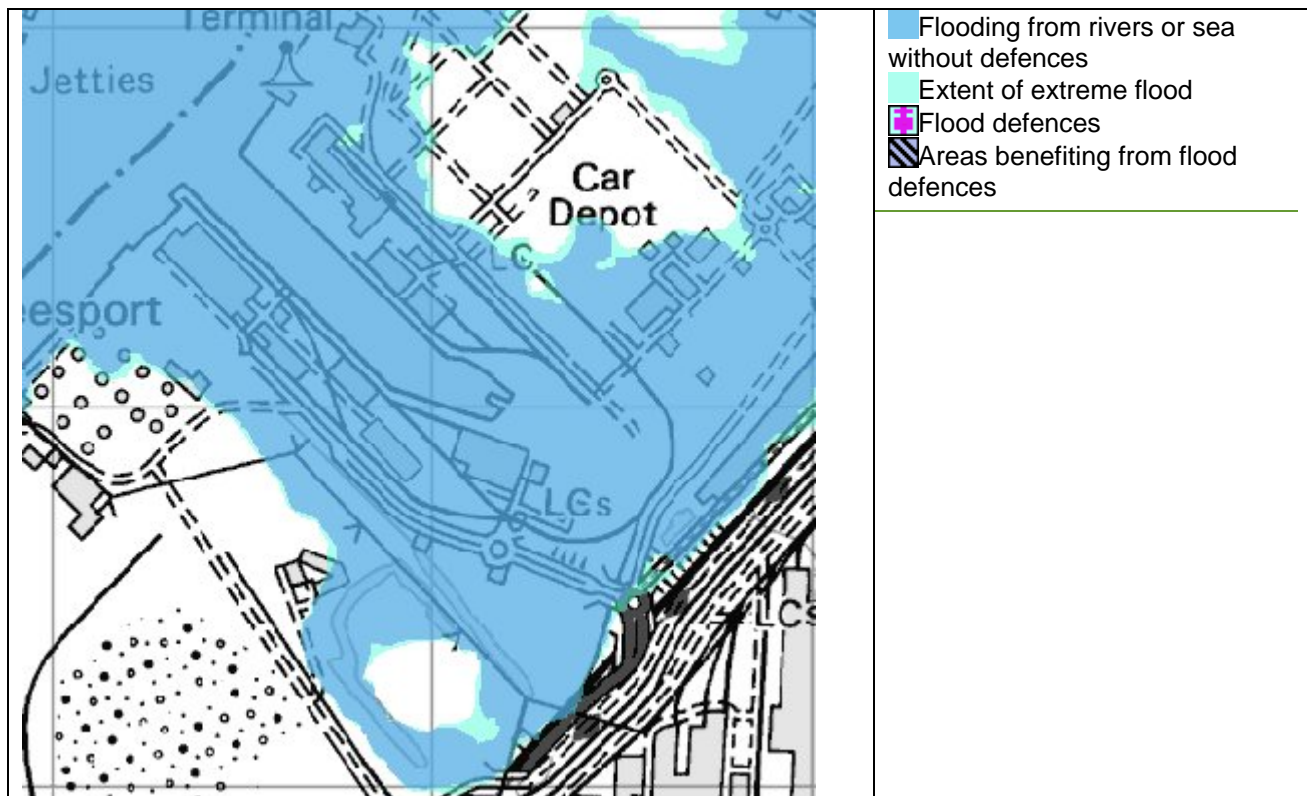 Terminal
Jetties
Car
Depot
LC
eesport
LCs
LCs
Flooding from rivers or sea
without defences
Extent of extreme flood
Flood defences
Areas benefiting from flood
defences